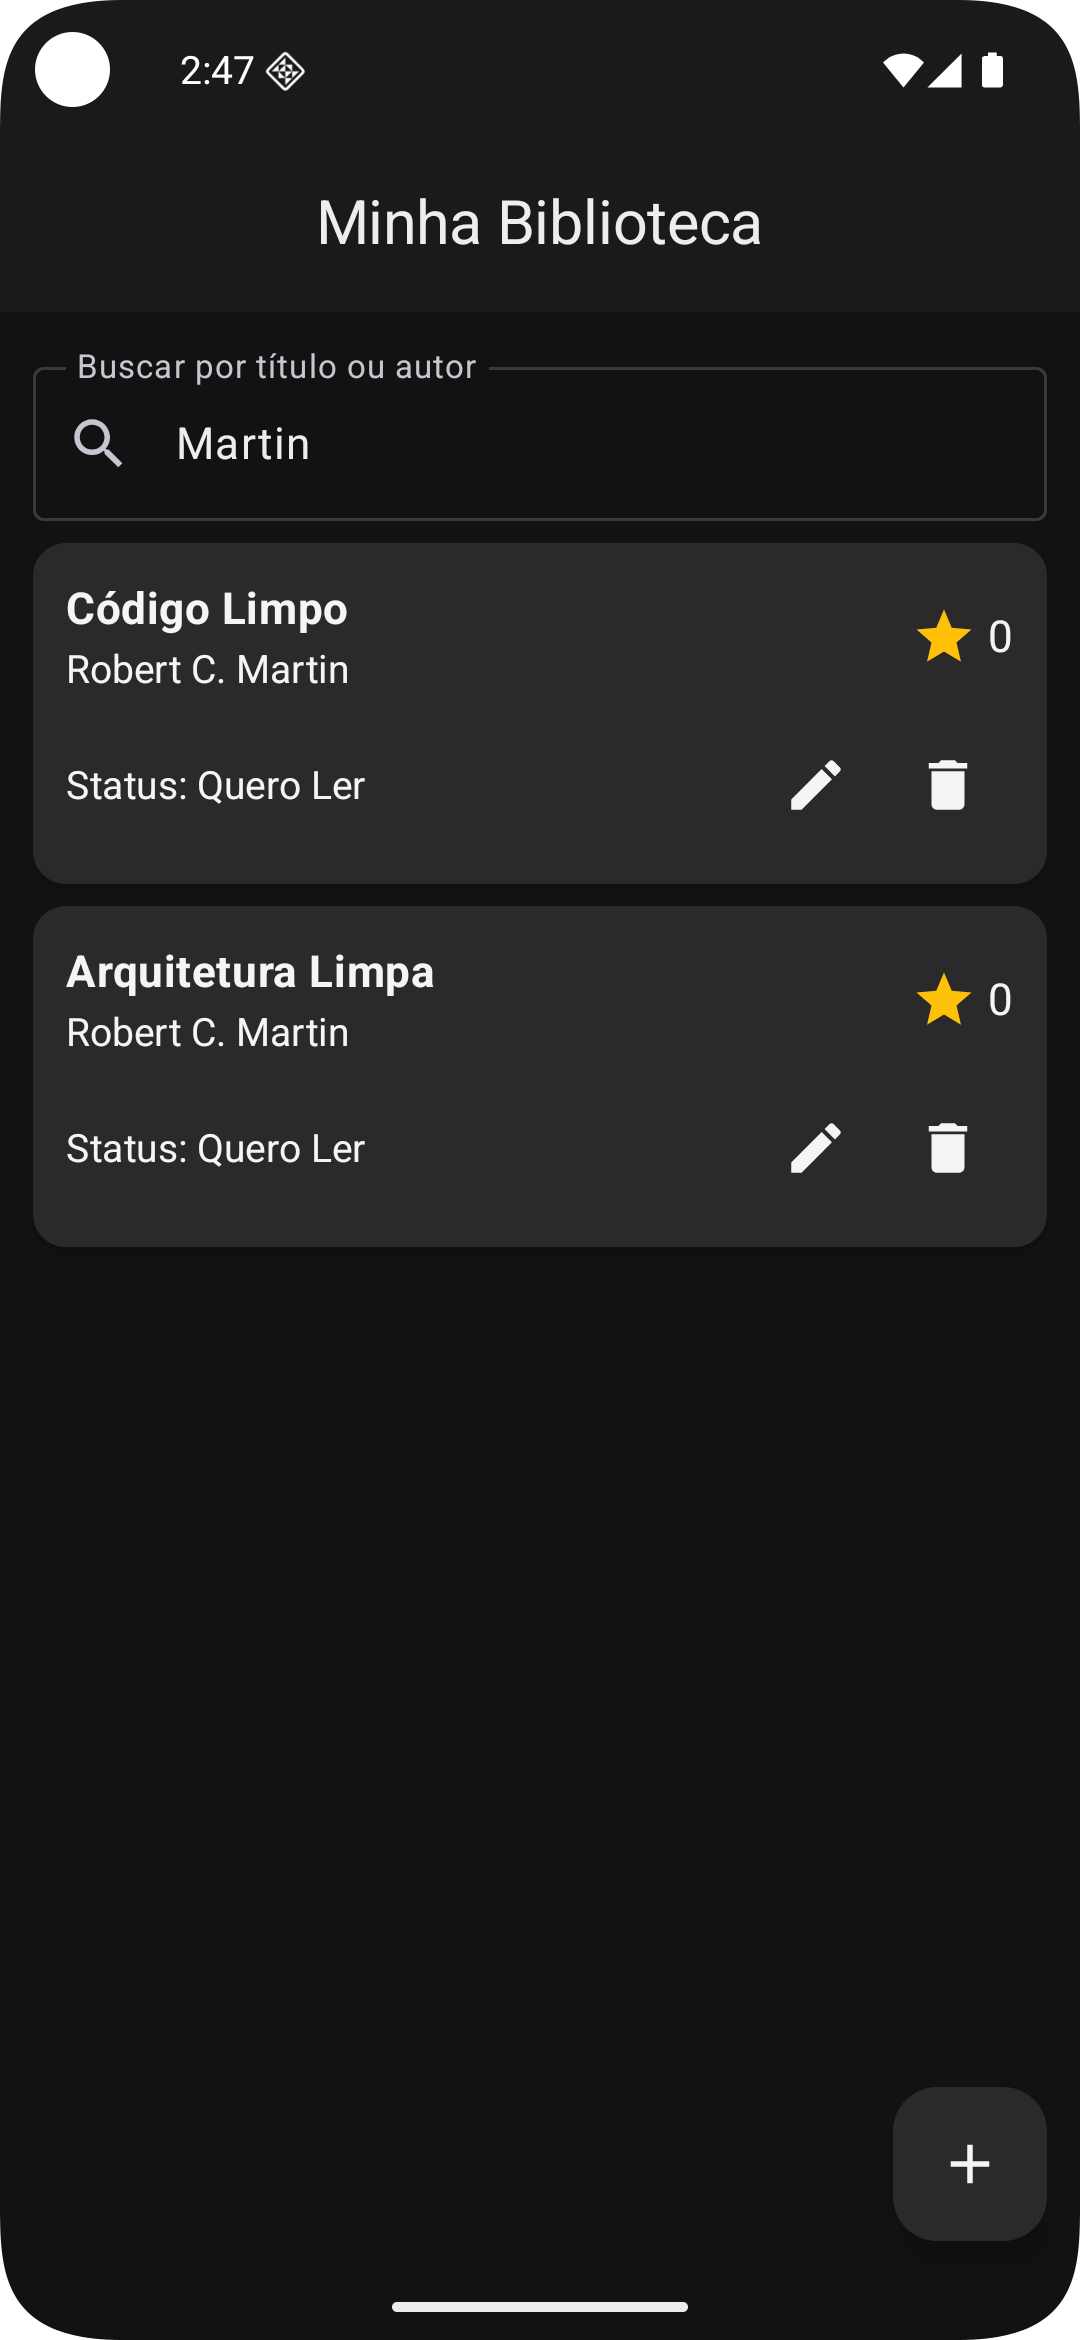 2:47
Minha Biblioteca
Buscar por título ou autor
Martin
Código Limpo
Robert C. Martin
0
Status: Quero Ler
Arquitetura Limpa
Robert C. Martin
0
Status: Quero Ler